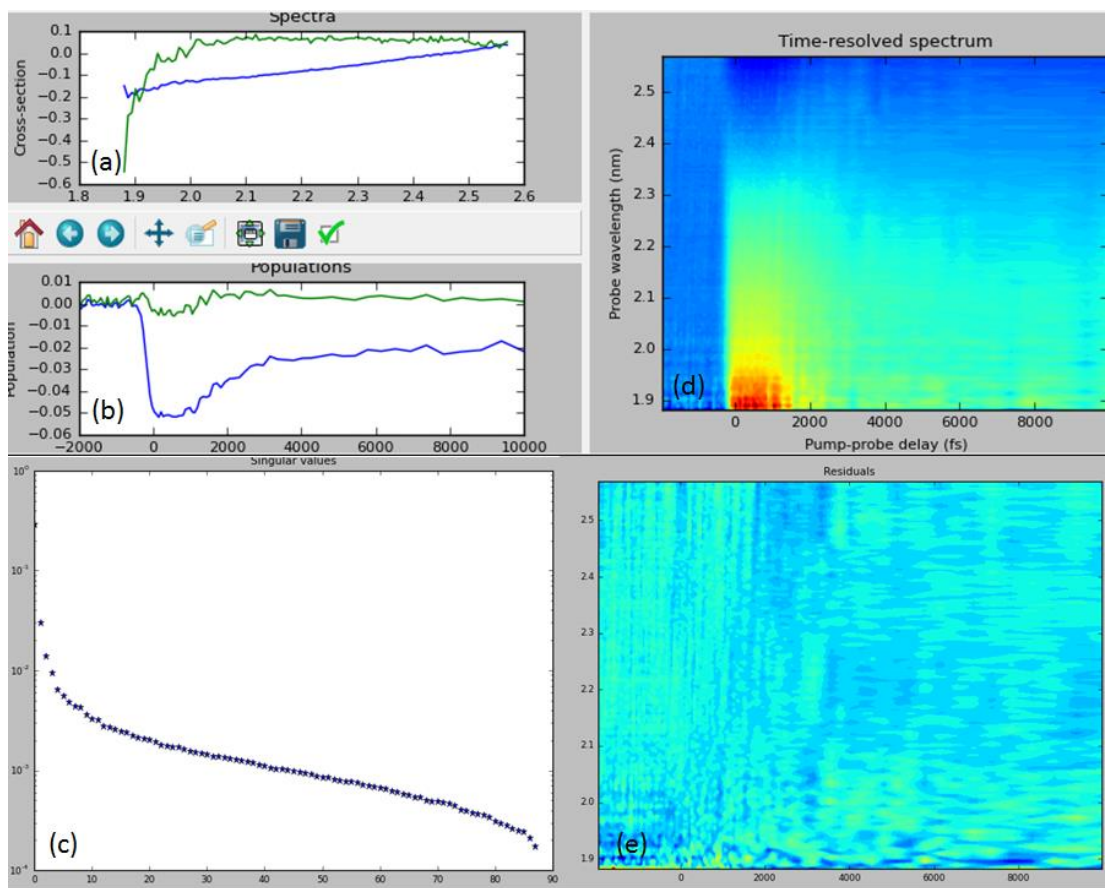 Spectra
Cross-section
0.1
0.0
−0.1
−0.2
−0.3
−0.4
−0.5
−0.6
(a)
1.8 1.9 2.0 2.1 2.2 2.3 2.4 2.5 2.6
Populations
Population
0.01
0.00
−0.01
−0.02
−0.03
−0.04
−0.05
−0.06
(b)
−2000 0 2000 4000 6000 8000 10000
Time-resolved spectrum
Probe wavelength (nm)
2.5
2.4
2.3
2.2
2.1
2.0
1.9
(d)
0 2000 4000 6000 8000
Pump-probe delay (fs)
Singular values
10⁰
10⁻¹
10⁻²
10⁻³
10⁻⁴
(c)
0 10 20 30 40 50 60 70 80 90
Residuals
2.5
2.4
2.3
2.2
2.1
2.0
1.9
(e)
0 2000 4000 6000 8000